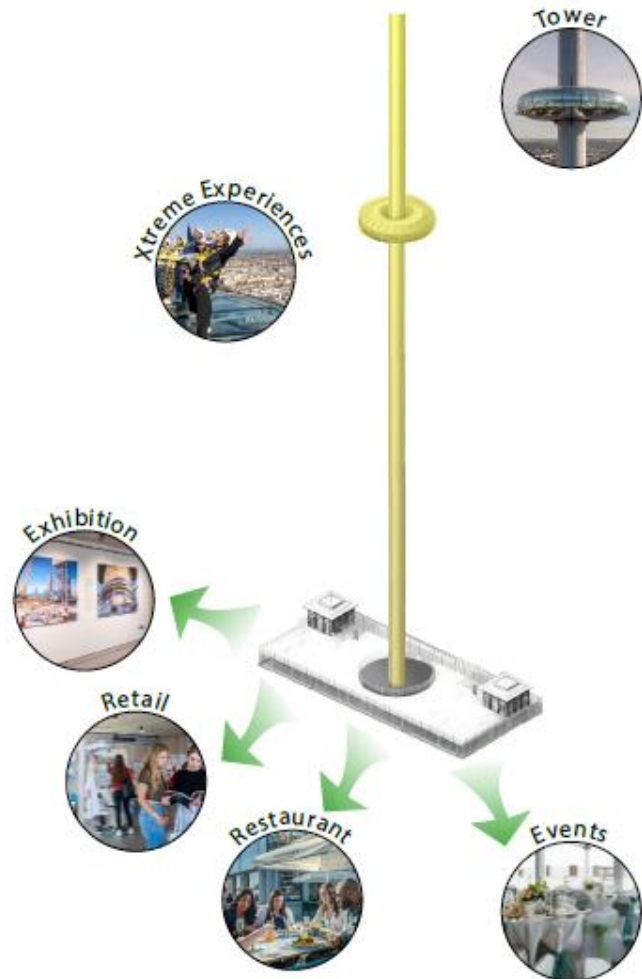 Tower
Xtreme Experiences
Exhibition
Retail
Restaurant
Events